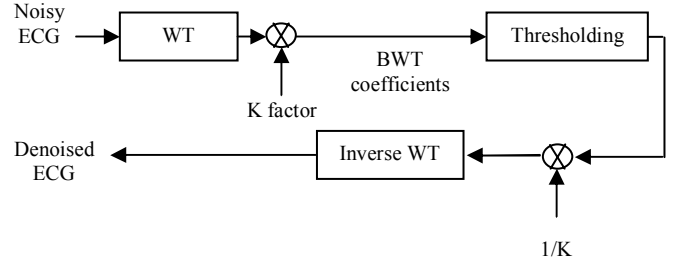 Noisy
ECG
WT
Thresholding
BWT
coefficients
K factor
Denoised
ECG
Inverse WT
1/K